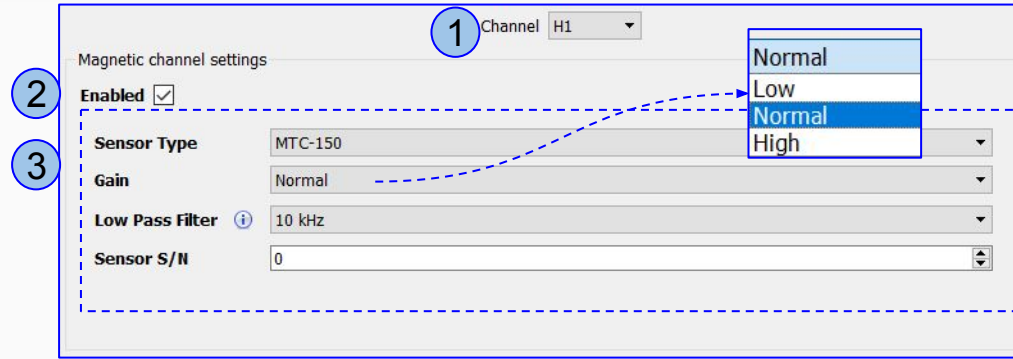 1 Channel H1
Magnetic channel settings
2 Enabled
3
Sensor Type MTC-150
Gain Normal
Low Pass Filter i 10 kHz
Sensor S/N 0
Normal
Low
Normal
High